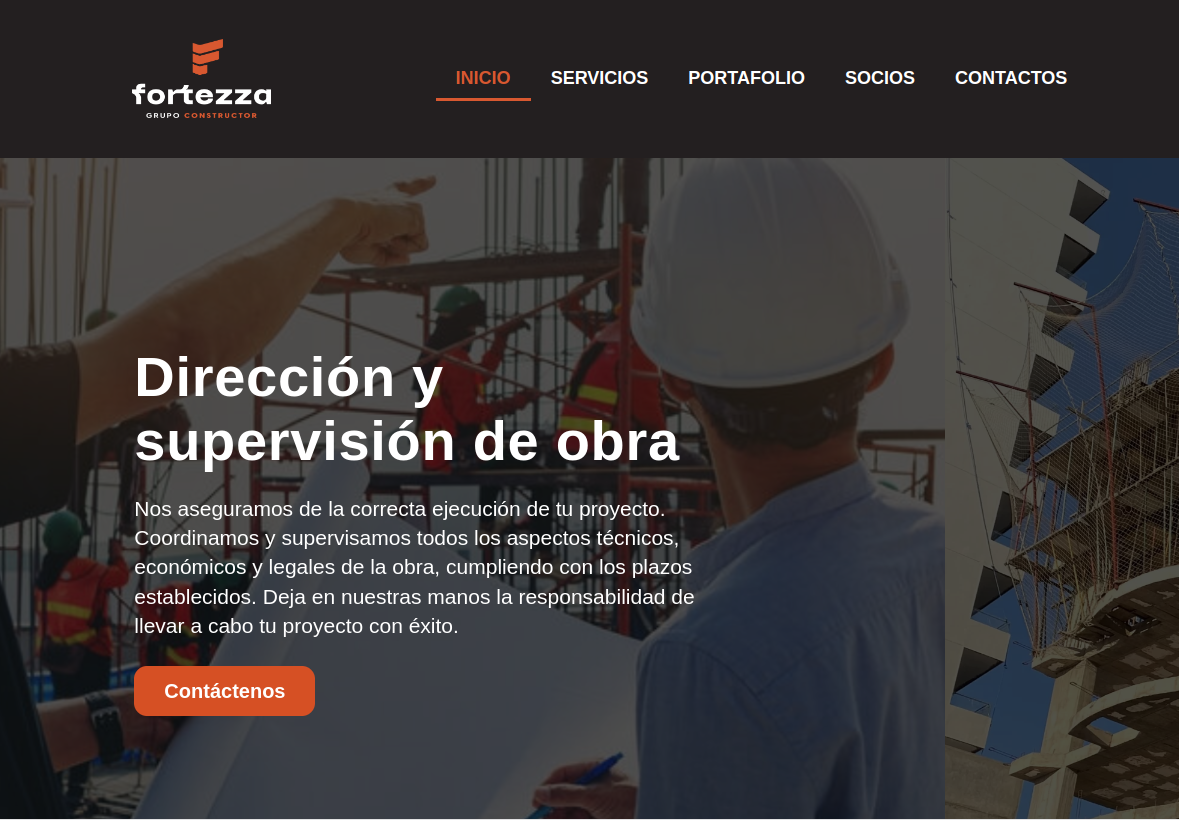 fortezza
GRUPO CONSTRUCTOR
INICIO SERVICIOS PORTAFOLIO SOCIOS CONTACTOS
Dirección y
supervisión de obra
Nos aseguramos de la correcta ejecución de tu proyecto.
Coordinamos y supervisamos todos los aspectos técnicos,
económicos y legales de la obra, cumpliendo con los plazos
establecidos. Deja en nuestras manos la responsabilidad de
llevar a cabo tu proyecto con éxito.
Contáctenos